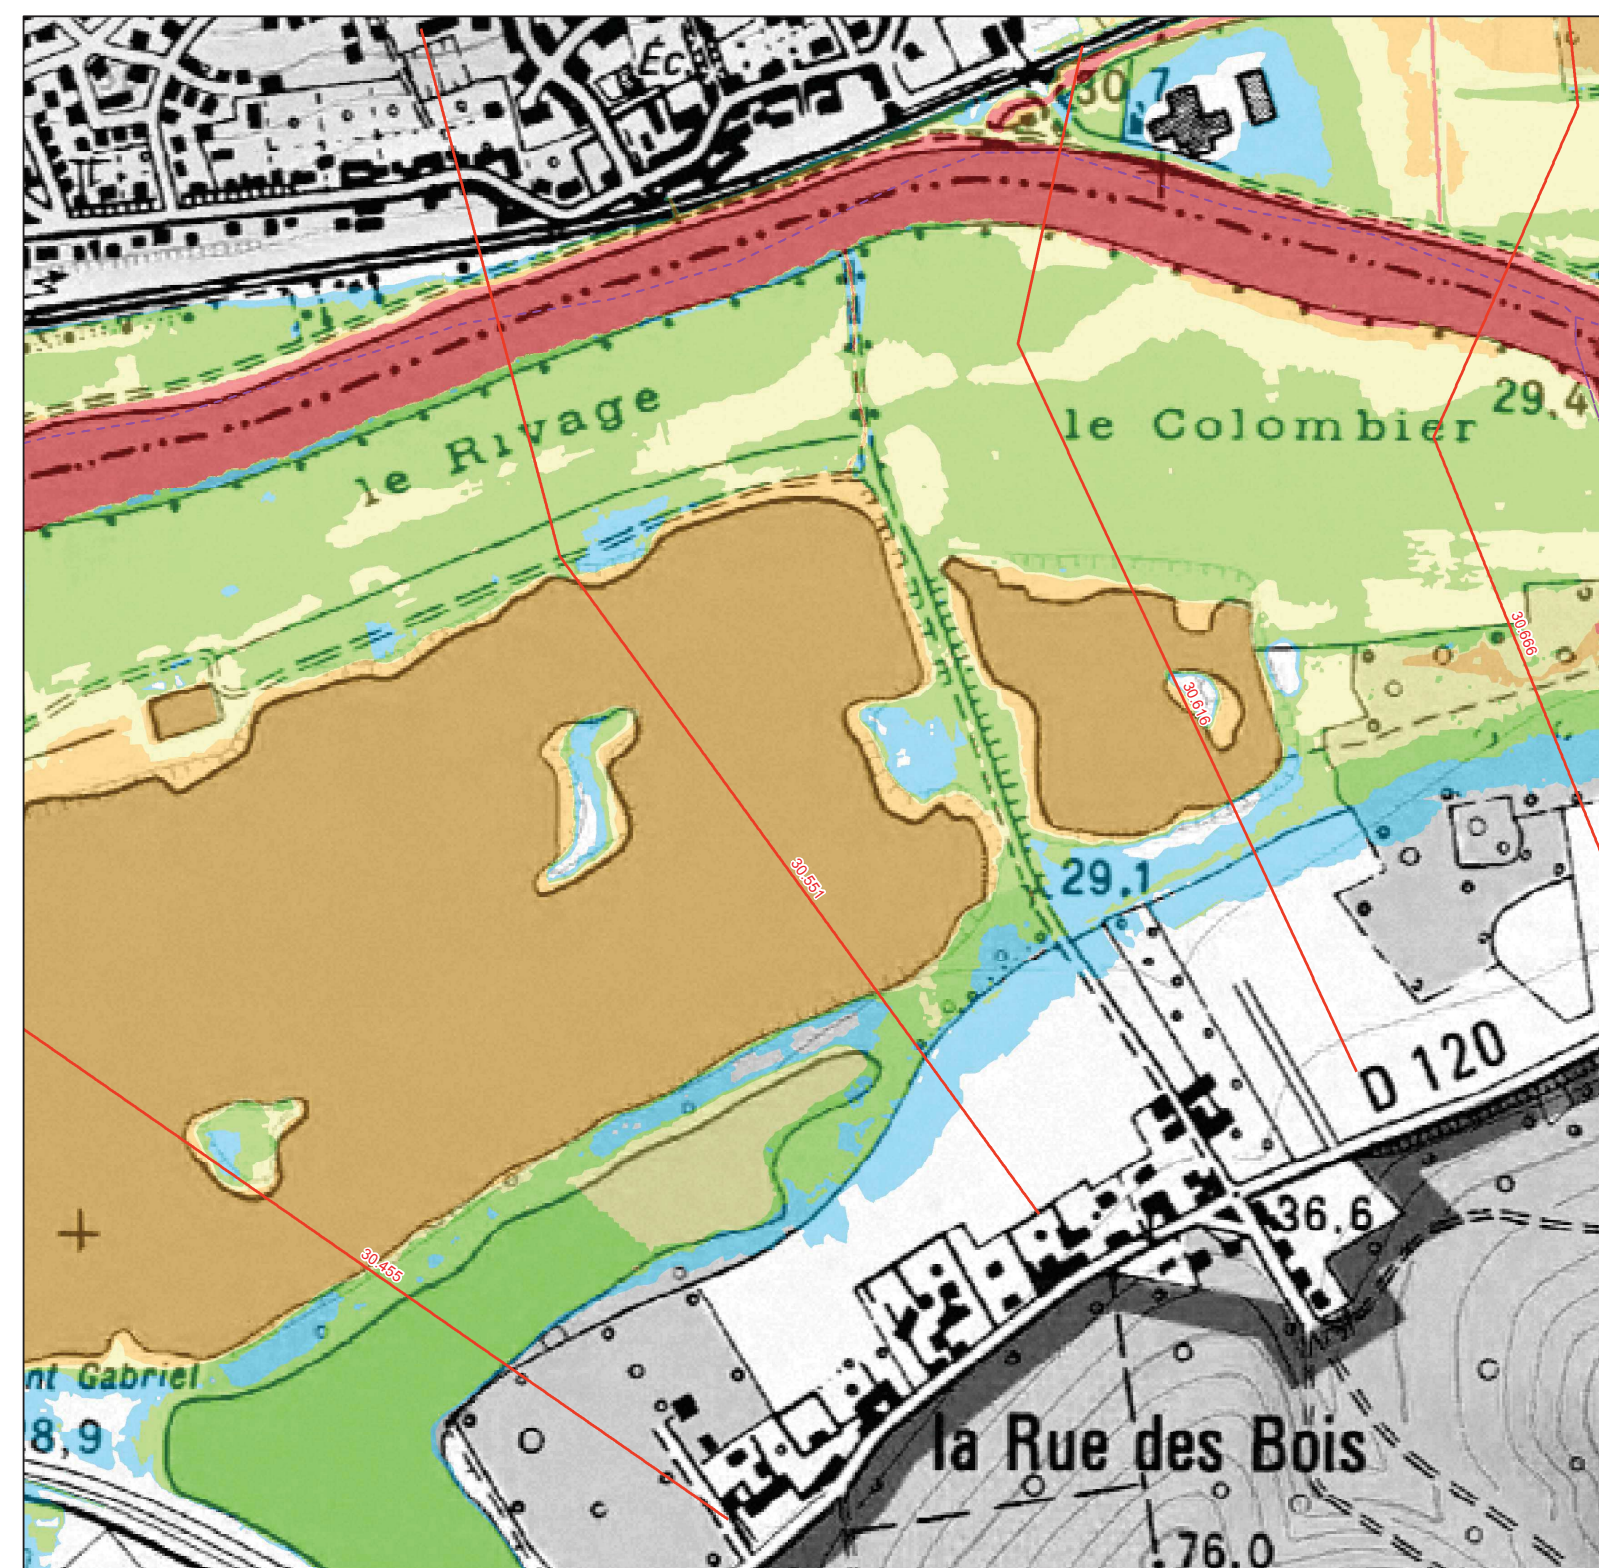 Éc
30,7
29.4
le Rivage
le Colombier
30.666
30.616
30.551
29.1
D 120
36.6
30.455
nt Gabriel
8,9
la Rue des Bois
76.0